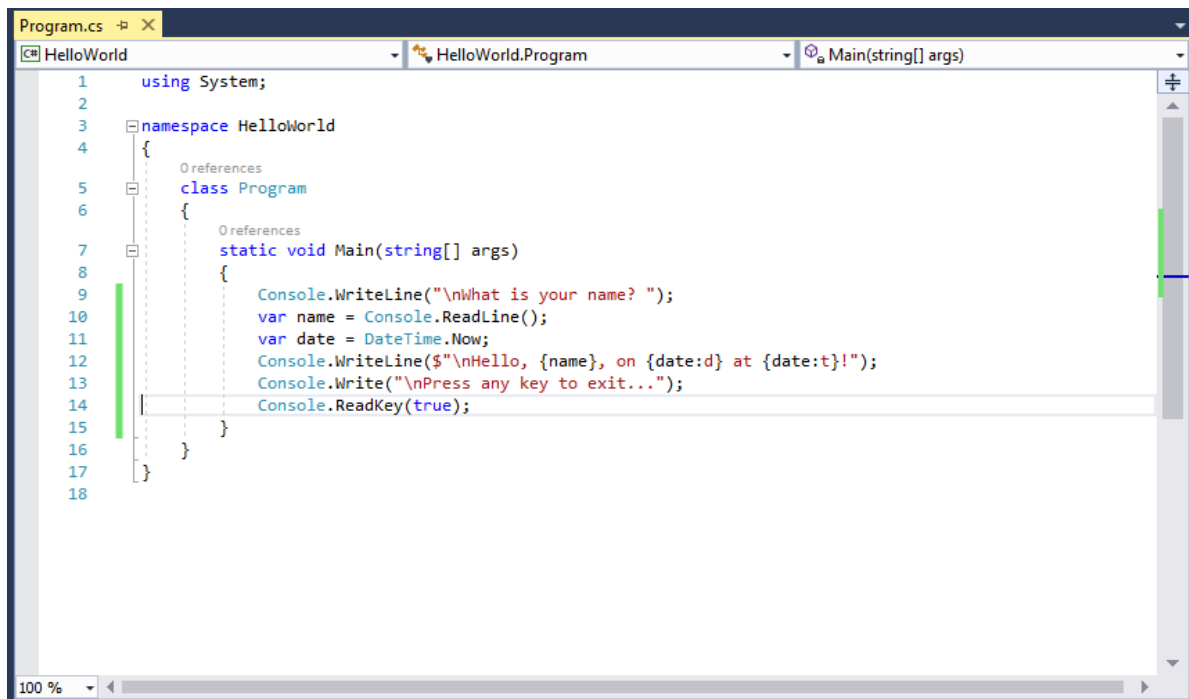 Program.cs
C# HelloWorld HelloWorld.Program Main(string[] args)
1 using System;
2
3 namespace HelloWorld
4 {
0 references
5 class Program
6 {
0 references
7 static void Main(string[] args)
8 {
9 Console.WriteLine("\nWhat is your name? ");
10 var name = Console.ReadLine();
11 var date = DateTime.Now;
12 Console.WriteLine($"\nHello, {name}, on {date:d} at {date:t}!");
13 Console.Write("\nPress any key to exit...");
14 Console.ReadKey(true);
15 }
16 }
17 }
18
100 %